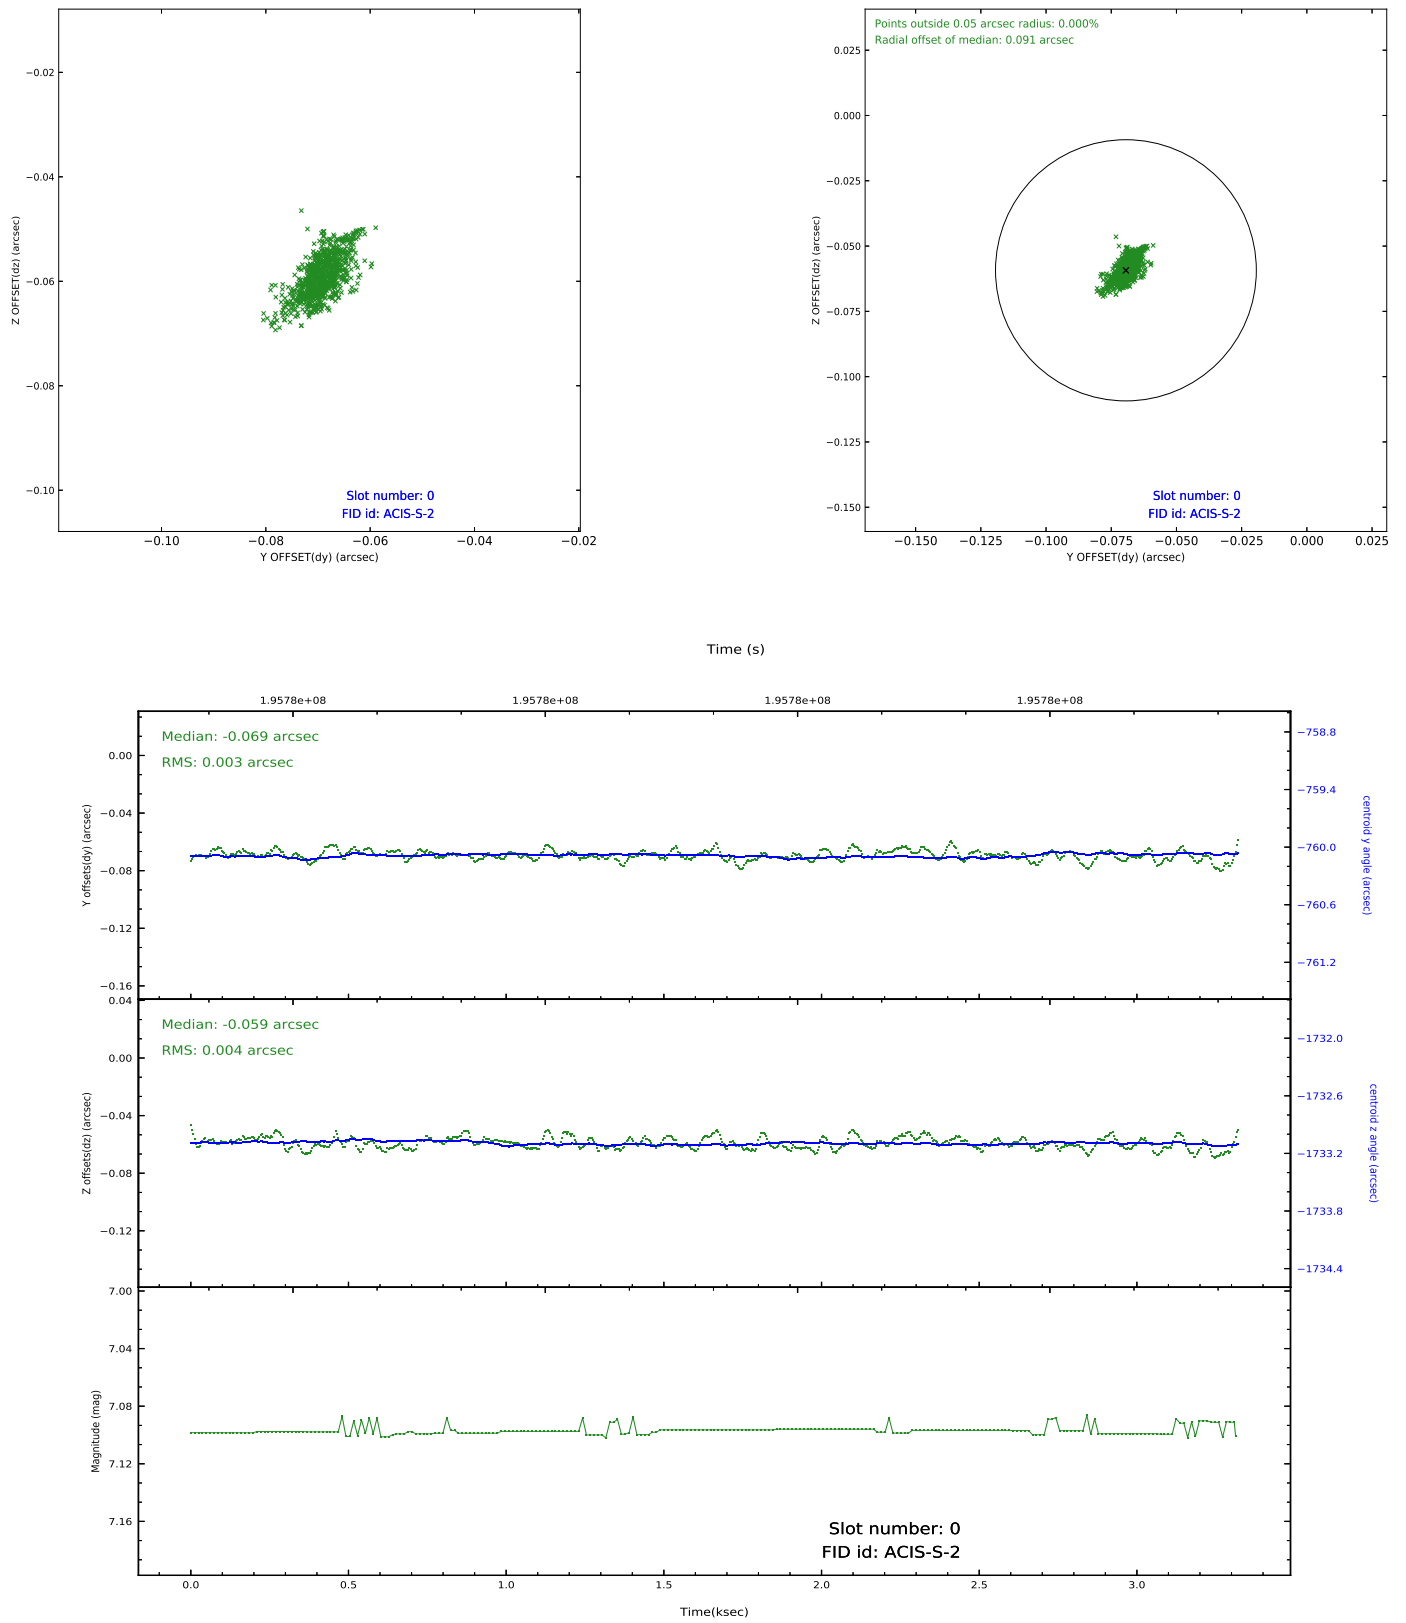 −0.02
−0.04
−0.06
−0.08
−0.10
Z OFFSET(dz) (arcsec)
Slot number: 0
FID id: ACIS-S-2
−0.10
−0.08
−0.06
−0.04
−0.02
Y OFFSET(dy) (arcsec)
Points outside 0.05 arcsec radius: 0.000%
Radial offset of median: 0.091 arcsec
0.025
0.000
−0.025
−0.050
−0.075
−0.100
−0.125
−0.150
Z OFFSET(dz) (arcsec)
Slot number: 0
FID id: ACIS-S-2
−0.150
−0.125
−0.100
−0.075
−0.050
−0.025
0.000
0.025
Y OFFSET(dy) (arcsec)
Time (s)
1.9578e+08
1.9578e+08
1.9578e+08
1.9578e+08
Median: -0.069 arcsec
RMS: 0.003 arcsec
0.00
−0.04
−0.08
−0.12
−0.16
Y offsets(dy) (arcsec)
−758.8
−759.4
−760.0
−760.6
−761.2
centroid y angle (arcsec)
Median: -0.059 arcsec
RMS: 0.004 arcsec
0.04
0.00
−0.04
−0.08
−0.12
Z offsets(dz) (arcsec)
−1732.0
−1732.6
−1733.2
−1733.8
−1734.4
centroid z angle (arcsec)
7.00
7.04
7.08
7.12
7.16
Magnitude (mag)
Slot number: 0
FID id: ACIS-S-2
0.0
0.5
1.0
1.5
2.0
2.5
3.0
Time(ksec)